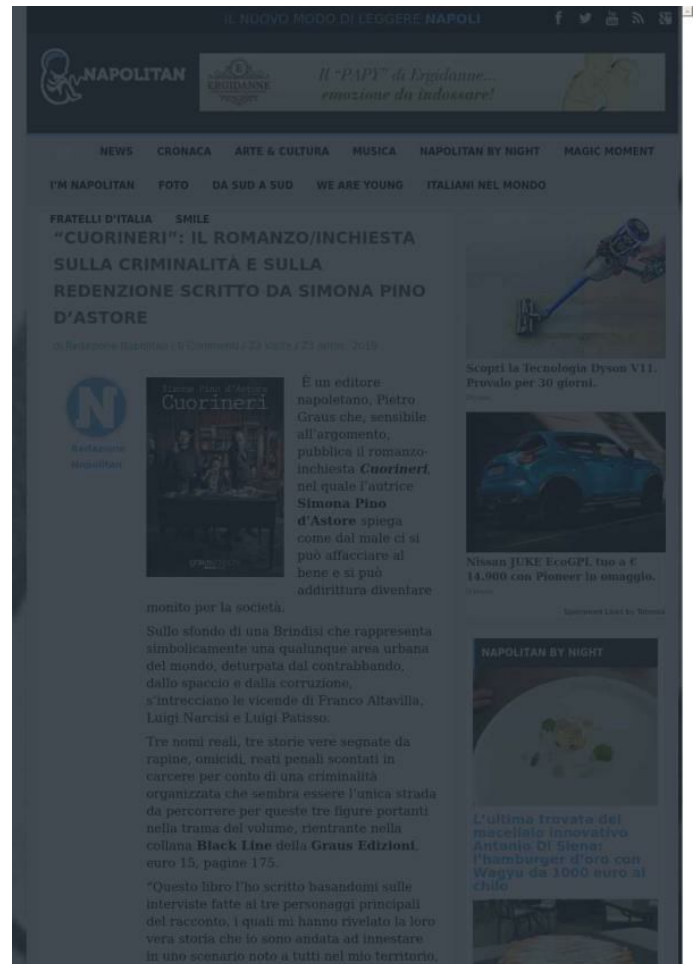 IL NUOVO MODO DI LEGGERE NAPOLI
NAPOLITAN
ERGIDANNE
Il "PAPY" di Ergidanne...
emozione da indossare!
NEWS CRONACA ARTE & CULTURA MUSICA NAPOLITAN BY NIGHT MAGIC MOMENT
I'M NAPOLITAN FOTO DA SUD A SUD WE ARE YOUNG ITALIANI NEL MONDO
FRATELLI D'ITALIA SMILE
"CUORINERI": IL ROMANZO/INCHIESTA
SULLA CRIMINALITÀ E SULLA
REDENZIONE SCRITTO DA SIMONA PINO
D'ASTORE
di Redazione Napolitan
N
Redazione
Napolitan
Simona Pino d'Astore
Cuorineri
È un editore
napoletano, Pietro
Graus che, sensibile
all'argomento,
pubblica il romanzo-
inchiesta Cuorineri,
nel quale l'autrice
Simona Pino
d'Astore spiega
come dal male ci si
può affacciare al
bene e si può
addirittura diventare
monito per la società.
Sullo sfondo di una Brindisi che rappresenta
simbolicamente una qualunque area urbana
del mondo, deturpata dal contrabbando,
dallo spaccio e dalla corruzione,
s'intrecciano le vicende di Franco Altavilla,
Luigi Narcisi e Luigi Patisso.
Tre nomi reali, tre storie vere segnate da
rapine, omicidi, reati penali scontati in
carcere per conto di una criminalità
organizzata che sembra essere l'unica strada
da percorrere per queste tre figure portanti
nella trama del volume, rientrante nella
collana Black Line della Graus Edizioni,
euro 15, pagine 175.
"Questo libro l'ho scritto basandomi sulle
interviste fatte ai tre personaggi principali
del racconto, i quali mi hanno rivelato la loro
vera storia che io sono andata ad innestare
in uno scenario noto a tutti nel mio territorio,
Scopri la Tecnologia Dyson V11.
Provalo per 30 giorni.
Nissan JUKE EcoGPL tuo a €
14.900 con Pioneer in omaggio.
Sponsored Links by Taboola
NAPOLITAN BY NIGHT
L'ultima trovata del
macellaio innovativo
Antonio Di Siena:
l'hamburger d'oro con
Wagyu da 1000 euro al
chilo